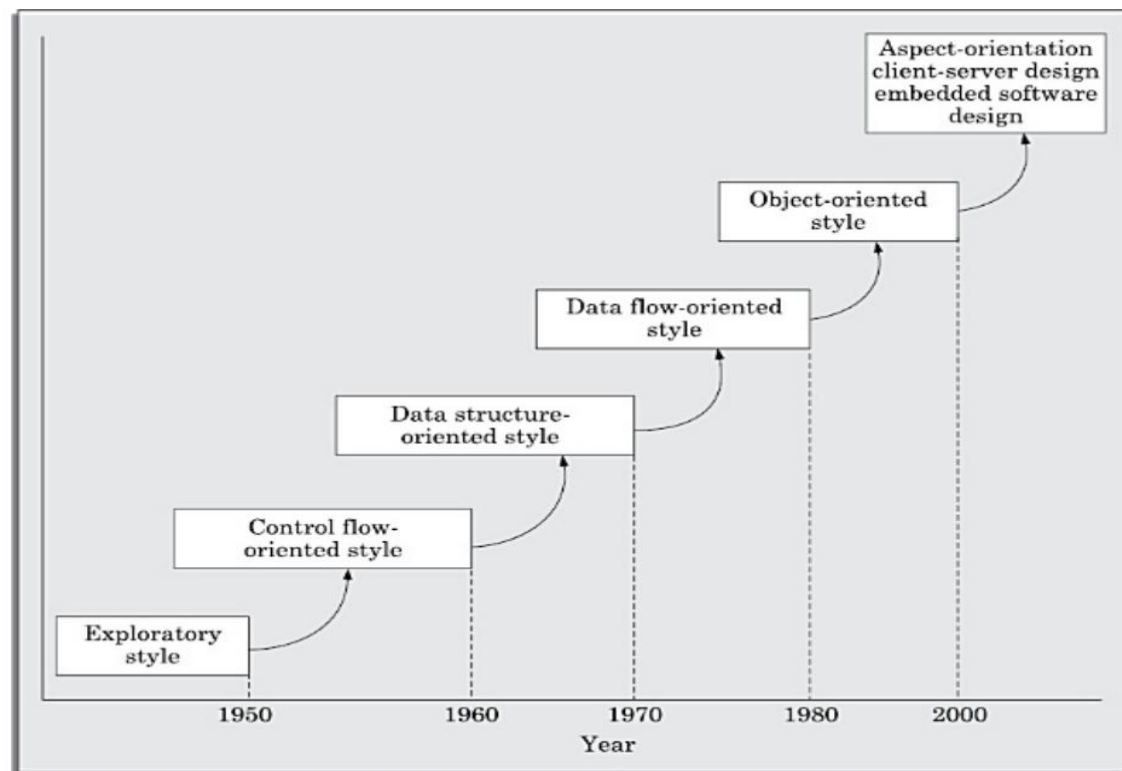 Aspect-orientation
client-server design
embedded software
design
Object-oriented
style
Data flow-oriented
style
Data structure-
oriented style
Control flow-
oriented style
Exploratory
style
1950 1960 1970 1980 2000
Year